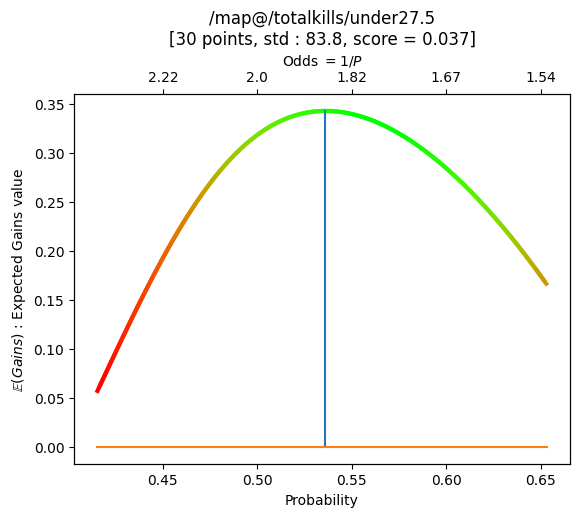 /map@/totalkills/under27.5
[30 points, std : 83.8, score = 0.037]
Odds = 1/P
2.22 2.0 1.82 1.67 1.54
0.35
0.30
0.25
0.20
0.15
0.10
0.05
0.00
𝔼(Gains) : Expected Gains value
0.45 0.50 0.55 0.60 0.65
Probability